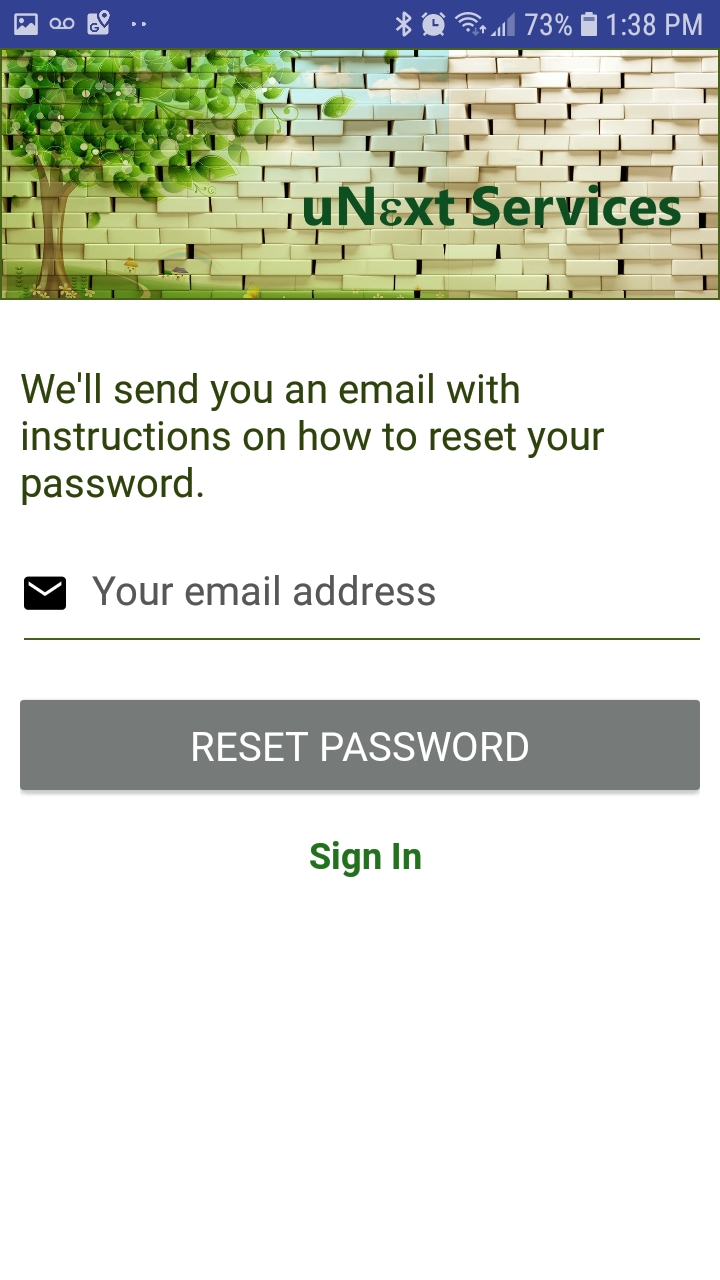 73% 1:38 PM
uNεxt Services
We'll send you an email with
instructions on how to reset your
password.
Your email address
RESET PASSWORD
Sign In